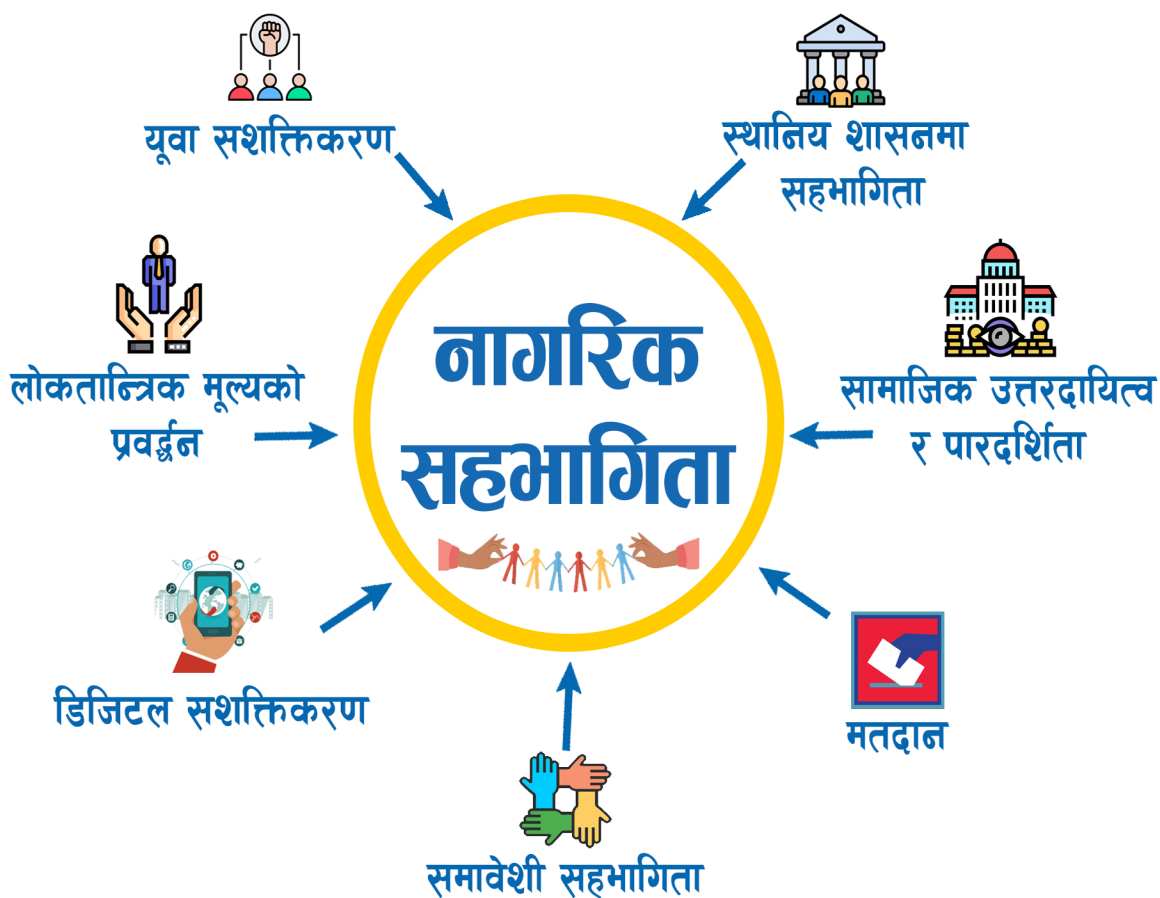 यूवा सशक्तिकरण
स्थानिय शासनमा
सहभागिता
लोकतान्त्रिक मूल्यको
प्रवर्द्धन
नागरिक
सहभागिता
सामाजिक उत्तरदायित्व
र पारदर्शिता
डिजिटल सशक्तिकरण
मतदान
समावेशी सहभागिता